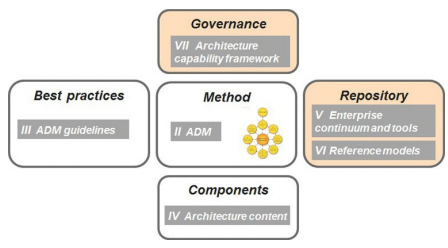 Governance
VII Architecture
capability framework
Best practices
III ADM guidelines
Method
II ADM
Repository
V Enterprise
continuum and tools
VI Reference models
Components
IV Architecture content